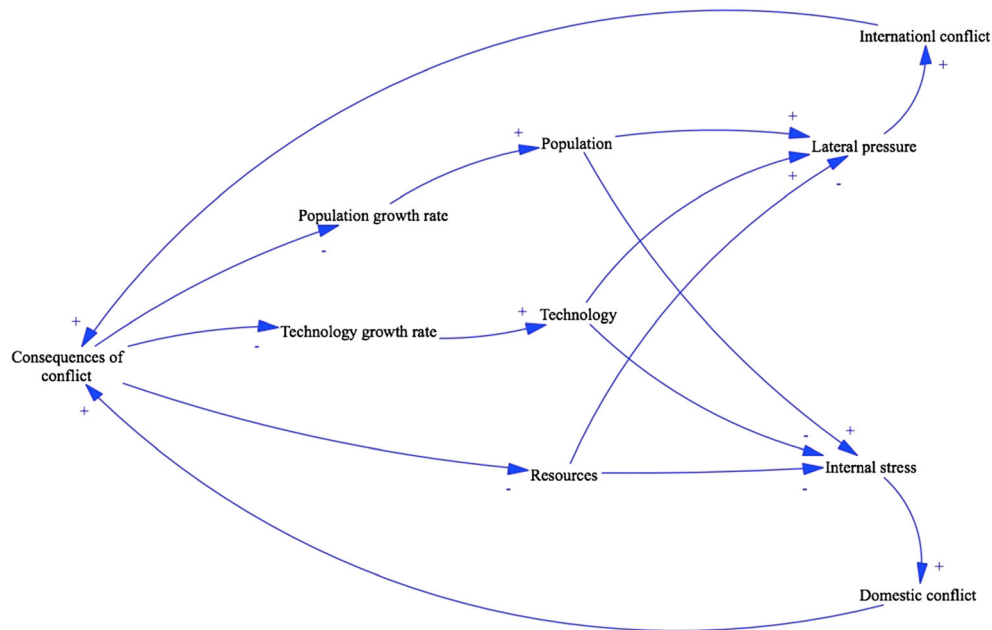 Internationl conflict
+
+
+
Population
+
Lateral pressure
+
-
Population growth rate
-
+
Technology
+
Technology growth rate
-
+
Consequences of
conflict
+
-
+
Internal stress
Resources
-
-
+
Domestic conflict